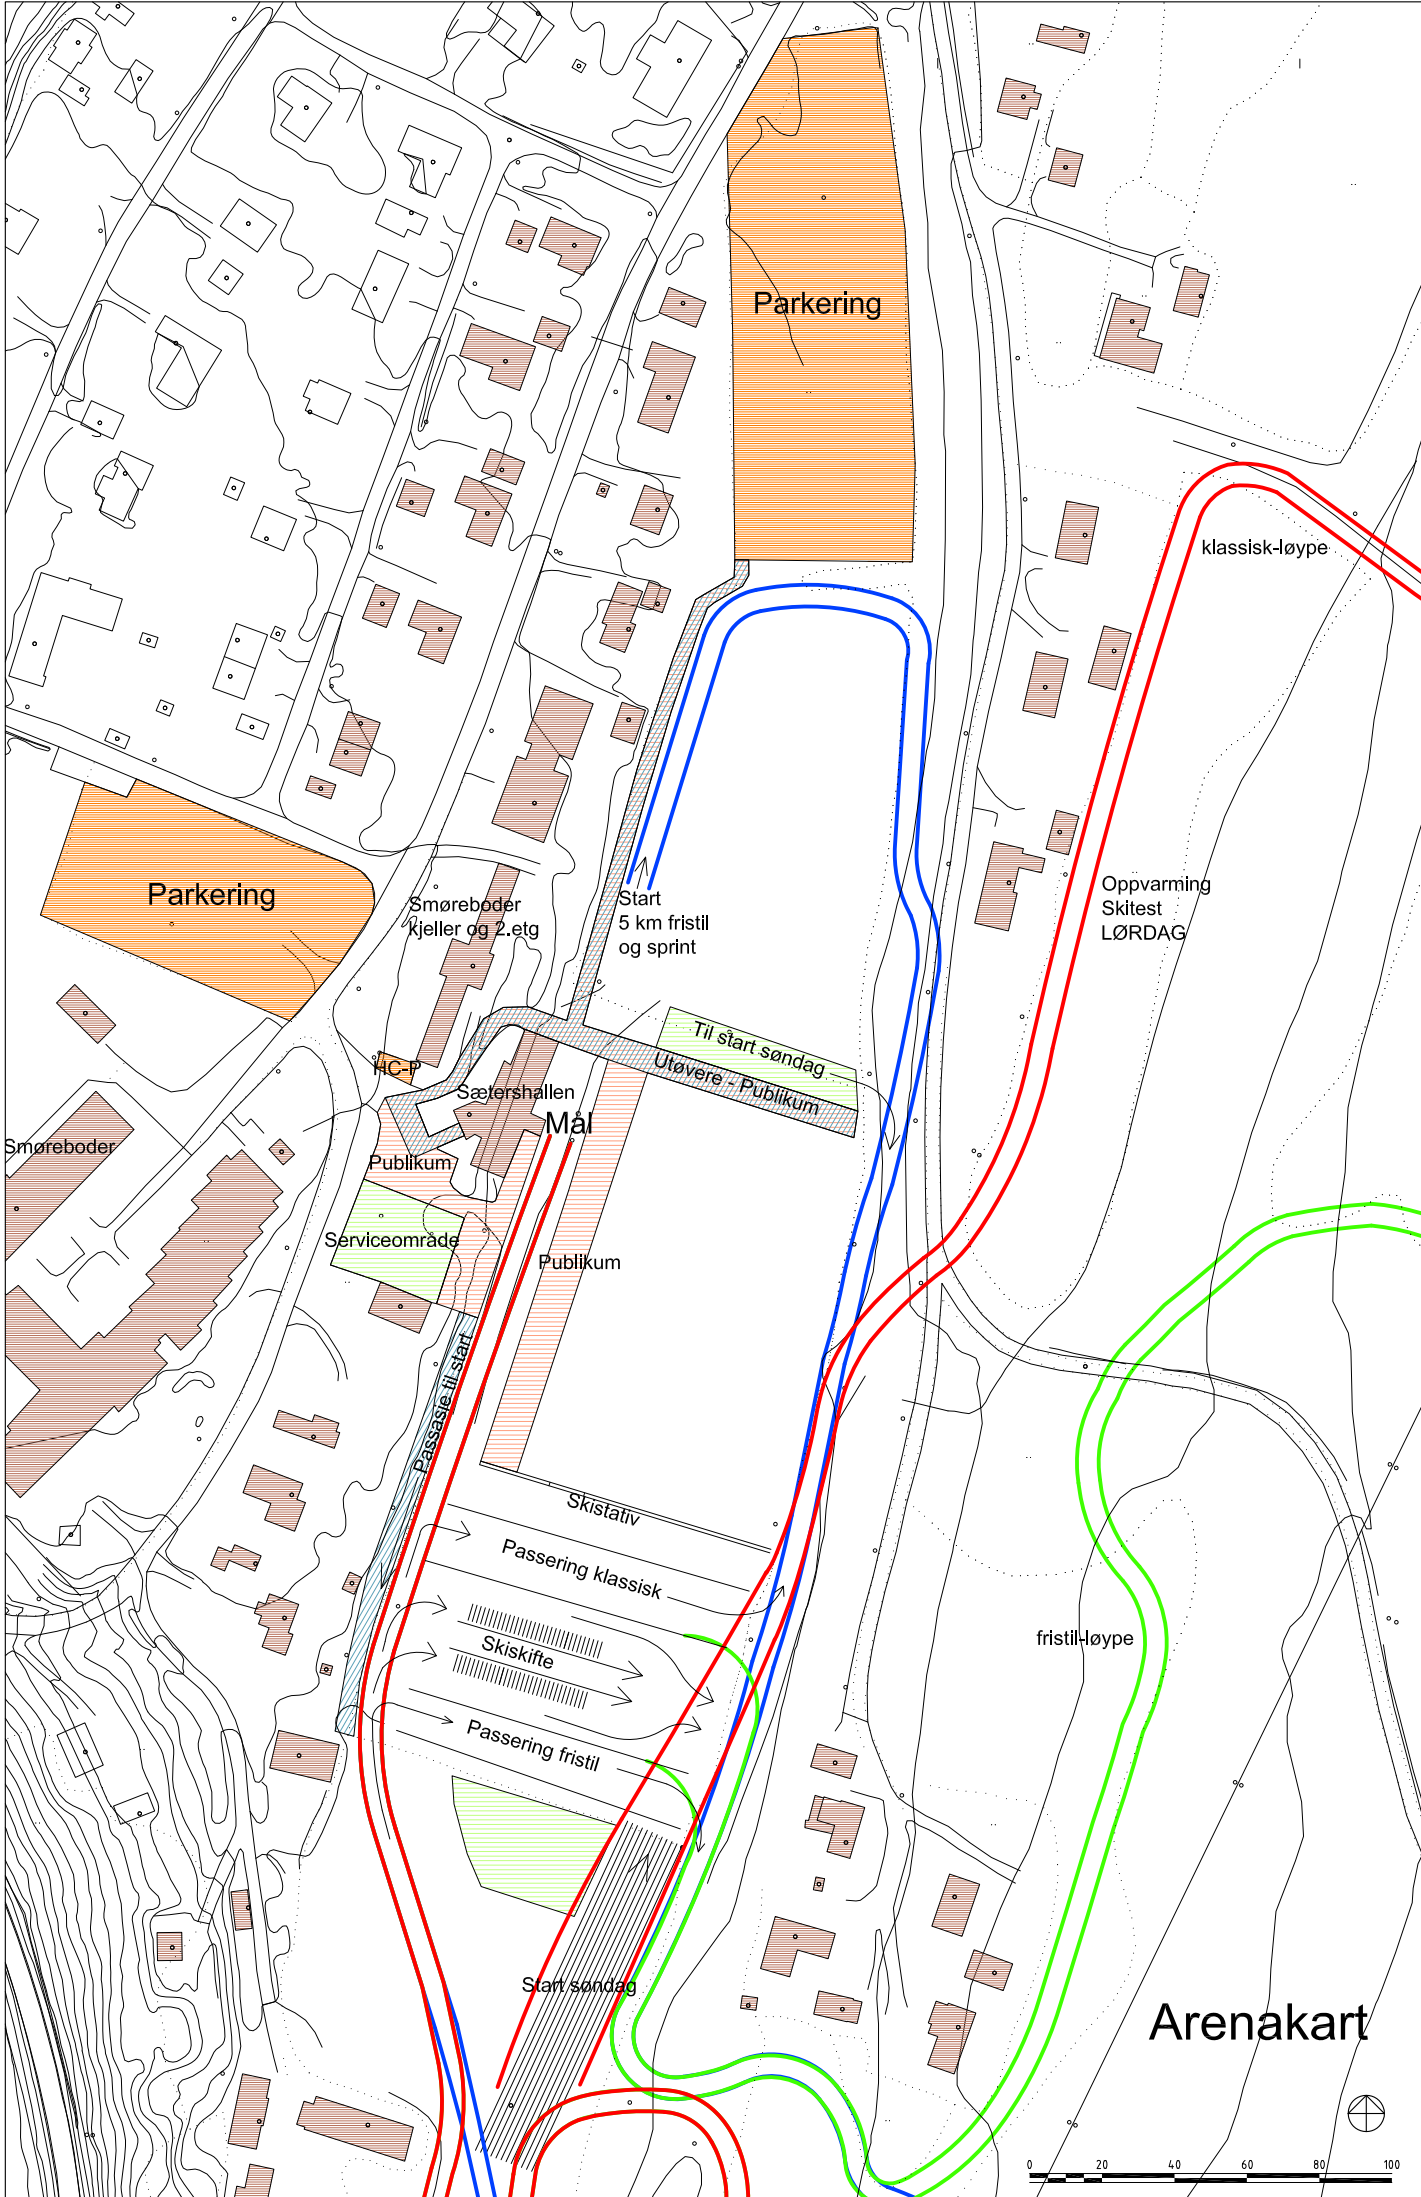 Parkering
klassisk-løype
Parkering
Smøreboder
kjeller og 2.etg
Start
5 km fristil
og sprint
Oppvarming
Skitest
LØRDAG
Til start søndag
Utøvere - Publikum
HC-P
Sætershallen
Mål
Smøreboder
Publikum
Serviceområde
Publikum
Passasje til start
Skistativ
Passering klassisk
Skiskifte
fristil-løype
Passering fristil
Start søndag
Arenakart
0 20 40 60 80 100